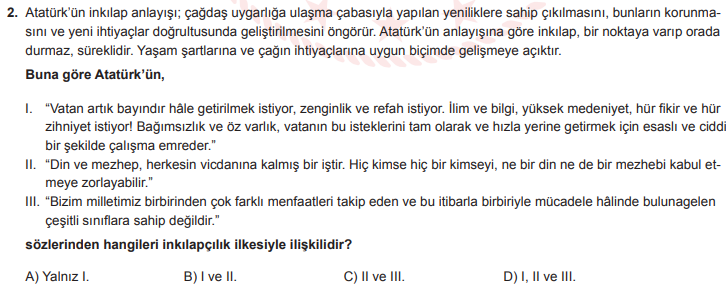 2. Atatürk'ün inkılap anlayışı; çağdaş uygarlığa ulaşma çabasıyla yapılan yeniliklere sahip çıkılmasını, bunların korunma-
sını ve yeni ihtiyaçlar doğrultusunda geliştirilmesini öngörür. Atatürk'ün anlayışına göre inkılap, bir noktaya varıp orada
durmaz, süreklidir. Yaşam şartlarına ve çağın ihtiyaçlarına uygun biçimde gelişmeye açıktır.
Buna göre Atatürk'ün,
I. “Vatan artık bayındır hâle getirilmek istiyor, zenginlik ve refah istiyor. İlim ve bilgi, yüksek medeniyet, hür fikir ve hür
zihniyet istiyor! Bağımsızlık ve öz varlık, vatanın bu isteklerini tam olarak ve hızla yerine getirmek için esaslı ve ciddi
bir şekilde çalışma emreder.”
II. “Din ve mezhep, herkesin vicdanına kalmış bir iştir. Hiç kimse hiç bir kimseyi, ne bir din ne de bir mezhebi kabul et-
meye zorlayabilir.”
III. “Bizim milletimiz birbirinden çok farklı menfaatleri takip eden ve bu itibarla birbiriyle mücadele hâlinde bulunagelen
çeşitli sınıflara sahip değildir.”
sözlerinden hangileri inkılapçılık ilkesiyle ilişkilidir?
A) Yalnız I. B) I ve II. C) II ve III. D) I, II ve III.